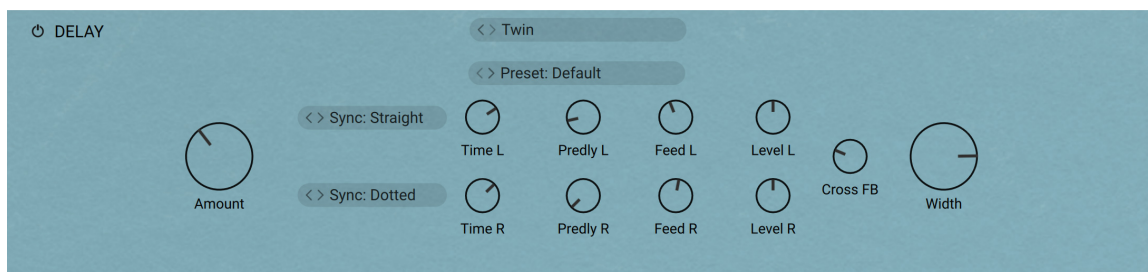 DELAY
Twin
Preset: Default
Sync: Straight
Time L
Predly L
Feed L
Level L
Amount
Cross FB
Width
Sync: Dotted
Time R
Predly R
Feed R
Level R